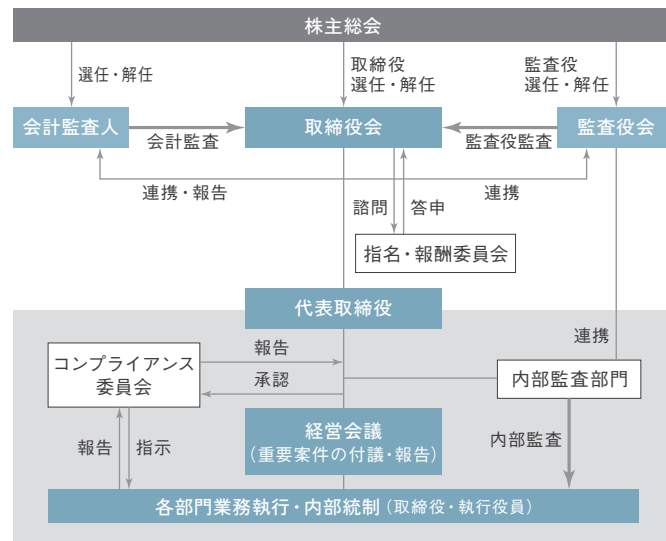 株主総会
選任・解任
取締役
選任・解任
監査役
選任・解任
会計監査人
会計監査
取締役会
監査役監査
監査役会
連携・報告
連携
諮問
答申
指名・報酬委員会
代表取締役
連携
報告
コンプライアンス
委員会
承認
内部監査部門
経営会議
(重要案件の付議・報告)
報告
指示
内部監査
各部門業務執行・内部統制(取締役・執行役員)